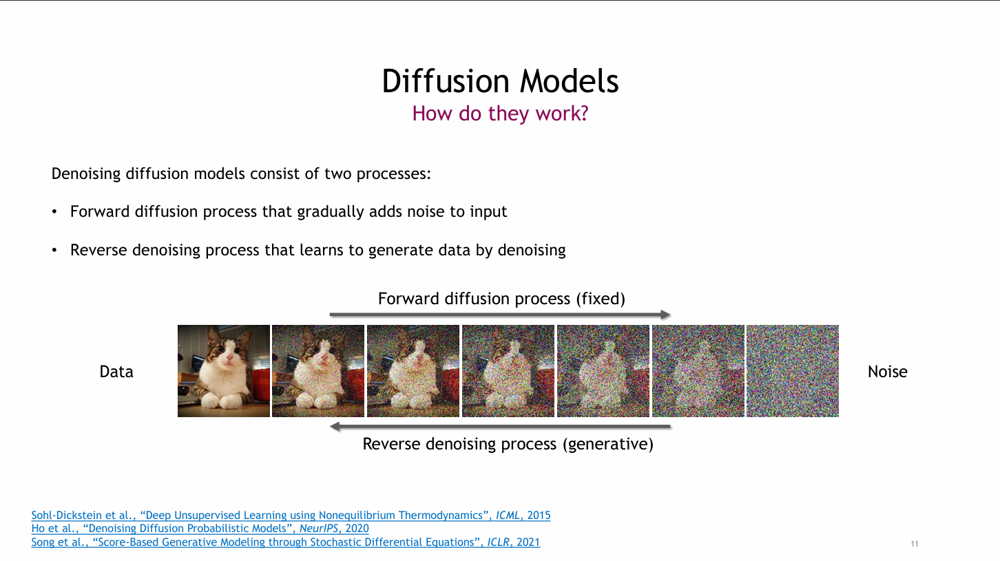 Diffusion Models
How do they work?
Denoising diffusion models consist of two processes:
• Forward diffusion process that gradually adds noise to input
• Reverse denoising process that learns to generate data by denoising
Forward diffusion process (fixed)
Data
Noise
Reverse denoising process (generative)
Sohl-Dickstein et al., “Deep Unsupervised Learning using Nonequilibrium Thermodynamics”, ICML, 2015
Ho et al., “Denoising Diffusion Probabilistic Models”, NeurIPS, 2020
Song et al., “Score-Based Generative Modeling through Stochastic Differential Equations”, ICLR, 2021
11